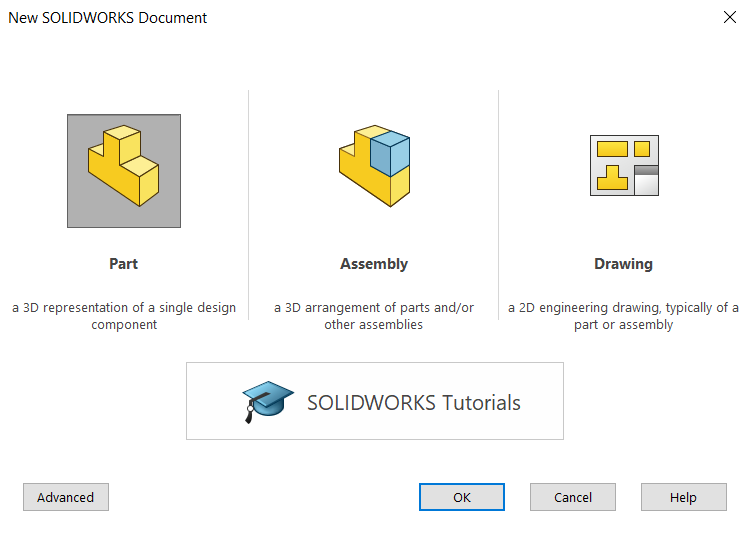 New SOLIDWORKS Document
Part
a 3D representation of a single design
component
Assembly
a 3D arrangement of parts and/or
other assemblies
Drawing
a 2D engineering drawing, typically of a
part or assembly
SOLIDWORKS Tutorials
Advanced
OK
Cancel
Help